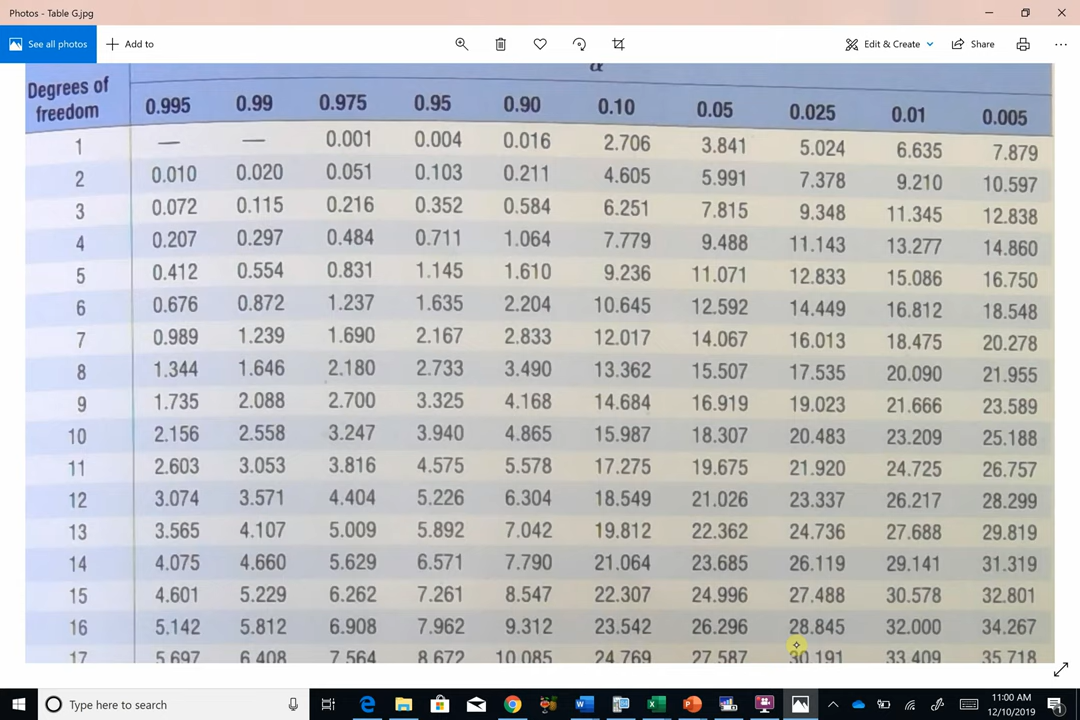 Photos - Table G.jpg
See all photos
Add to
Edit & Create
Share
α
Degrees of freedom 0.995 0.99 0.975 0.95 0.90 0.10 0.05 0.025 0.01 0.005
1 — — 0.001 0.004 0.016 2.706 3.841 5.024 6.635 7.879
2 0.010 0.020 0.051 0.103 0.211 4.605 5.991 7.378 9.210 10.597
3 0.072 0.115 0.216 0.352 0.584 6.251 7.815 9.348 11.345 12.838
4 0.207 0.297 0.484 0.711 1.064 7.779 9.488 11.143 13.277 14.860
5 0.412 0.554 0.831 1.145 1.610 9.236 11.071 12.833 15.086 16.750
6 0.676 0.872 1.237 1.635 2.204 10.645 12.592 14.449 16.812 18.548
7 0.989 1.239 1.690 2.167 2.833 12.017 14.067 16.013 18.475 20.278
8 1.344 1.646 2.180 2.733 3.490 13.362 15.507 17.535 20.090 21.955
9 1.735 2.088 2.700 3.325 4.168 14.684 16.919 19.023 21.666 23.589
10 2.156 2.558 3.247 3.940 4.865 15.987 18.307 20.483 23.209 25.188
11 2.603 3.053 3.816 4.575 5.578 17.275 19.675 21.920 24.725 26.757
12 3.074 3.571 4.404 5.226 6.304 18.549 21.026 23.337 26.217 28.299
13 3.565 4.107 5.009 5.892 7.042 19.812 22.362 24.736 27.688 29.819
14 4.075 4.660 5.629 6.571 7.790 21.064 23.685 26.119 29.141 31.319
15 4.601 5.229 6.262 7.261 8.547 22.307 24.996 27.488 30.578 32.801
16 5.142 5.812 6.908 7.962 9.312 23.542 26.296 28.845 32.000 34.267
17 5.697 6.408 7.564 8.672 10.085 24.769 27.587 30.191 33.409 35.718
Type here to search
11:00 AM
12/10/2019